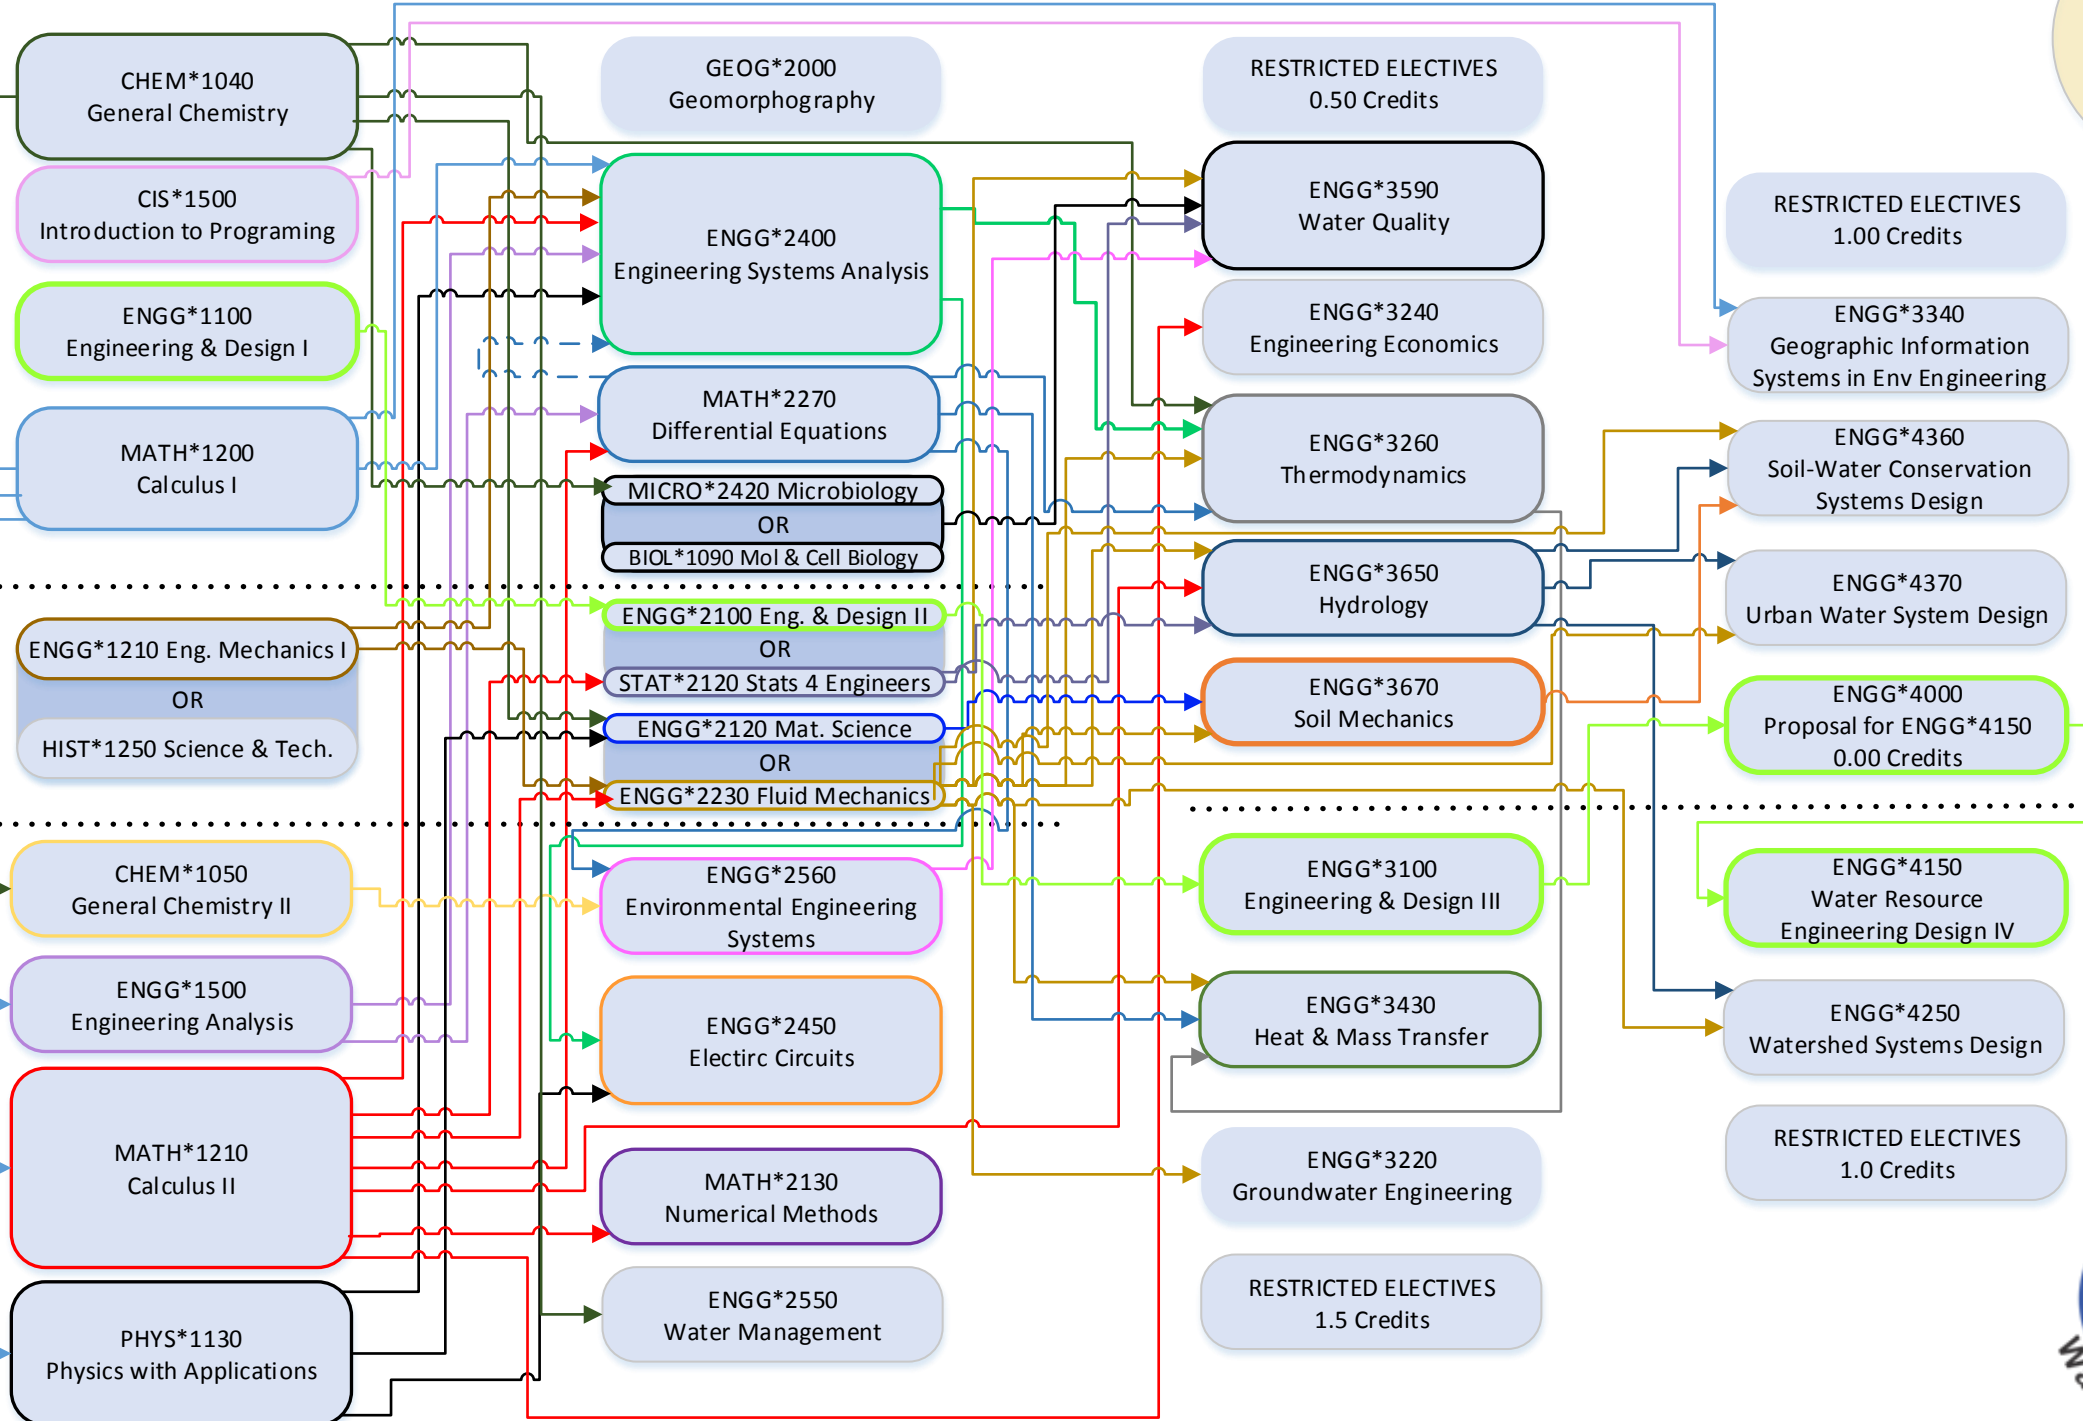 CHEM*1040
General Chemistry
CIS*1500
Introduction to Programing
ENGG*1100
Engineering & Design I
MATH*1200
Calculus I
ENGG*1210 Eng. Mechanics I
OR
HIST*1250 Science & Tech.
CHEM*1050
General Chemistry II
ENGG*1500
Engineering Analysis
MATH*1210
Calculus II
PHYS*1130
Physics with Applications
GEOG*2000
Geomorphography
ENGG*2400
Engineering Systems Analysis
MATH*2270
Differential Equations
MICRO*2420 Microbiology
OR
BIOL*1090 Mol & Cell Biology
ENGG*2100 Eng. & Design II
OR
STAT*2120 Stats 4 Engineers
ENGG*2120 Mat. Science
OR
ENGG*2230 Fluid Mechanics
ENGG*2560
Environmental Engineering
Systems
ENGG*2450
Electirc Circuits
MATH*2130
Numerical Methods
ENGG*2550
Water Management
RESTRICTED ELECTIVES
0.50 Credits
ENGG*3590
Water Quality
ENGG*3240
Engineering Economics
ENGG*3260
Thermodynamics
ENGG*3650
Hydrology
ENGG*3670
Soil Mechanics
ENGG*3100
Engineering & Design III
ENGG*3430
Heat & Mass Transfer
ENGG*3220
Groundwater Engineering
RESTRICTED ELECTIVES
1.5 Credits
RESTRICTED ELECTIVES
1.00 Credits
ENGG*3340
Geographic Information
Systems in Env Engineering
ENGG*4360
Soil-Water Conservation
Systems Design
ENGG*4370
Urban Water System Design
ENGG*4000
Proposal for ENGG*4150
0.00 Credits
ENGG*4150
Water Resource
Engineering Design IV
ENGG*4250
Watershed Systems Design
RESTRICTED ELECTIVES
1.0 Credits